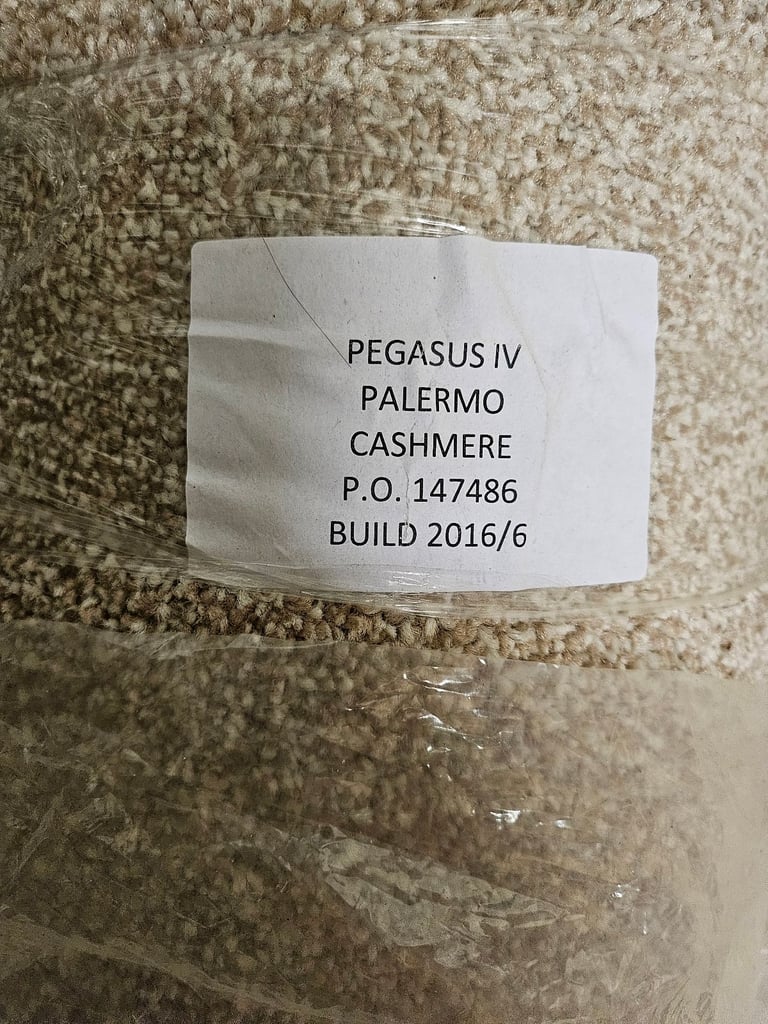 PEGASUS IV
PALERMO
CASHMERE
P.O. 147486
BUILD 2016/6